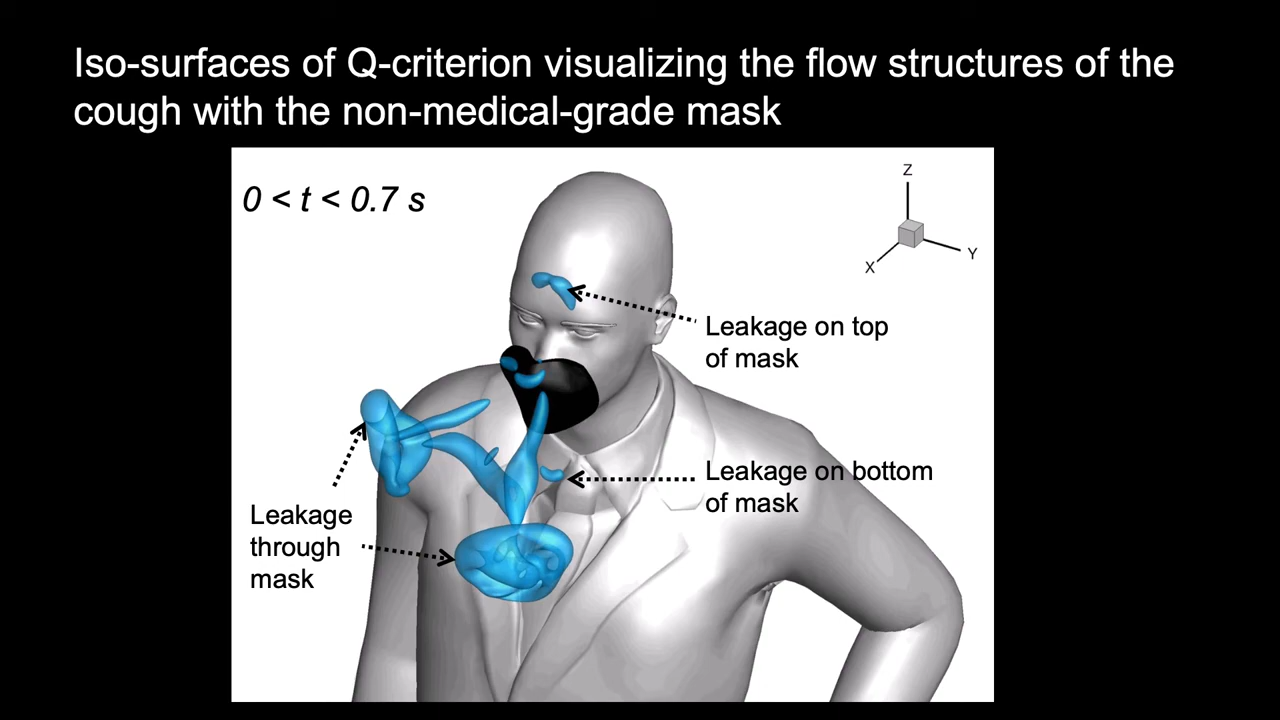 Iso-surfaces of Q-criterion visualizing the flow structures of the
cough with the non-medical-grade mask
0 < t < 0.7 s
Z
Y
X
Leakage on top
of mask
Leakage on bottom
of mask
Leakage
through
mask